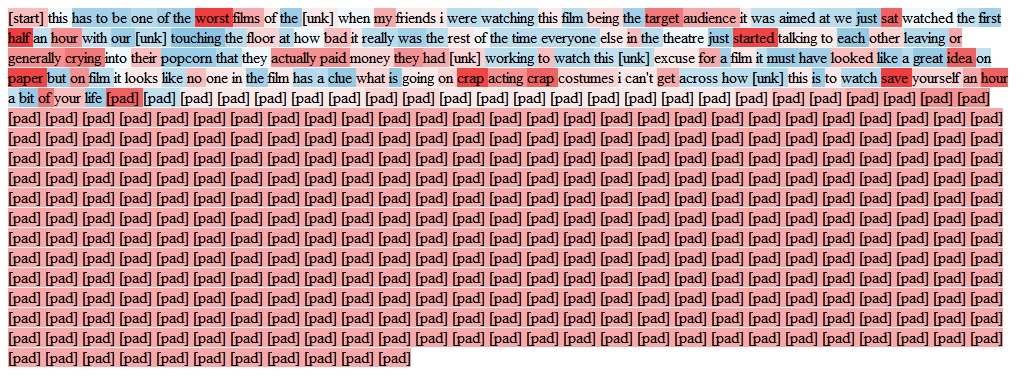 [start] this has to be one of the worst films of the [unk] when my friends i were watching this film being the target audience it was aimed at we just sat watched the first
half an hour with our [unk] touching the floor at how bad it really was the rest of the time everyone else in the theatre just started talking to each other leaving or
generally crying into their popcorn that they actually paid money they had [unk] working to watch this [unk] excuse for a film it must have looked like a great idea on
paper but on film it looks like no one in the film has a clue what is going on crap acting crap costumes i can't get across how [unk] this is to watch save yourself an hour
a bit of your life [pad] [pad] [pad] [pad] [pad] [pad] [pad] [pad] [pad] [pad] [pad] [pad] [pad] [pad] [pad] [pad] [pad] [pad] [pad] [pad] [pad] [pad] [pad] [pad]
[pad] [pad] [pad] [pad] [pad] [pad] [pad] [pad] [pad] [pad] [pad] [pad] [pad] [pad] [pad] [pad] [pad] [pad] [pad] [pad] [pad] [pad] [pad] [pad] [pad] [pad] [pad]
[pad] [pad] [pad] [pad] [pad] [pad] [pad] [pad] [pad] [pad] [pad] [pad] [pad] [pad] [pad] [pad] [pad] [pad] [pad] [pad] [pad] [pad] [pad] [pad] [pad] [pad] [pad]
[pad] [pad] [pad] [pad] [pad] [pad] [pad] [pad] [pad] [pad] [pad] [pad] [pad] [pad] [pad] [pad] [pad] [pad] [pad] [pad] [pad] [pad] [pad] [pad] [pad] [pad] [pad]
[pad] [pad] [pad] [pad] [pad] [pad] [pad] [pad] [pad] [pad] [pad] [pad] [pad] [pad] [pad] [pad] [pad] [pad] [pad] [pad] [pad] [pad] [pad] [pad] [pad] [pad] [pad]
[pad] [pad] [pad] [pad] [pad] [pad] [pad] [pad] [pad] [pad] [pad] [pad] [pad] [pad] [pad] [pad] [pad] [pad] [pad] [pad] [pad] [pad] [pad] [pad] [pad] [pad] [pad]
[pad] [pad] [pad] [pad] [pad] [pad] [pad] [pad] [pad] [pad] [pad] [pad] [pad] [pad] [pad] [pad] [pad] [pad] [pad] [pad] [pad] [pad] [pad] [pad] [pad] [pad] [pad]
[pad] [pad] [pad] [pad] [pad] [pad] [pad] [pad] [pad] [pad] [pad] [pad] [pad] [pad] [pad] [pad] [pad] [pad] [pad] [pad] [pad] [pad] [pad] [pad] [pad] [pad] [pad]
[pad] [pad] [pad] [pad] [pad] [pad] [pad] [pad] [pad] [pad] [pad] [pad] [pad] [pad] [pad] [pad] [pad] [pad] [pad] [pad] [pad] [pad] [pad] [pad] [pad] [pad] [pad]
[pad] [pad] [pad] [pad] [pad] [pad] [pad] [pad] [pad] [pad] [pad] [pad] [pad] [pad] [pad] [pad] [pad] [pad] [pad] [pad] [pad] [pad] [pad] [pad] [pad] [pad] [pad]
[pad] [pad] [pad] [pad] [pad] [pad] [pad] [pad] [pad] [pad] [pad] [pad] [pad] [pad] [pad] [pad] [pad] [pad] [pad] [pad] [pad] [pad] [pad] [pad] [pad] [pad] [pad]
[pad] [pad] [pad] [pad] [pad] [pad] [pad] [pad] [pad] [pad] [pad] [pad] [pad] [pad] [pad] [pad] [pad] [pad] [pad] [pad] [pad] [pad] [pad] [pad] [pad] [pad] [pad]
[pad] [pad] [pad] [pad] [pad] [pad] [pad] [pad] [pad] [pad] [pad] [pad] [pad] [pad] [pad] [pad] [pad] [pad] [pad] [pad] [pad] [pad] [pad] [pad] [pad] [pad] [pad]
[pad] [pad] [pad] [pad] [pad] [pad] [pad] [pad] [pad] [pad] [pad]